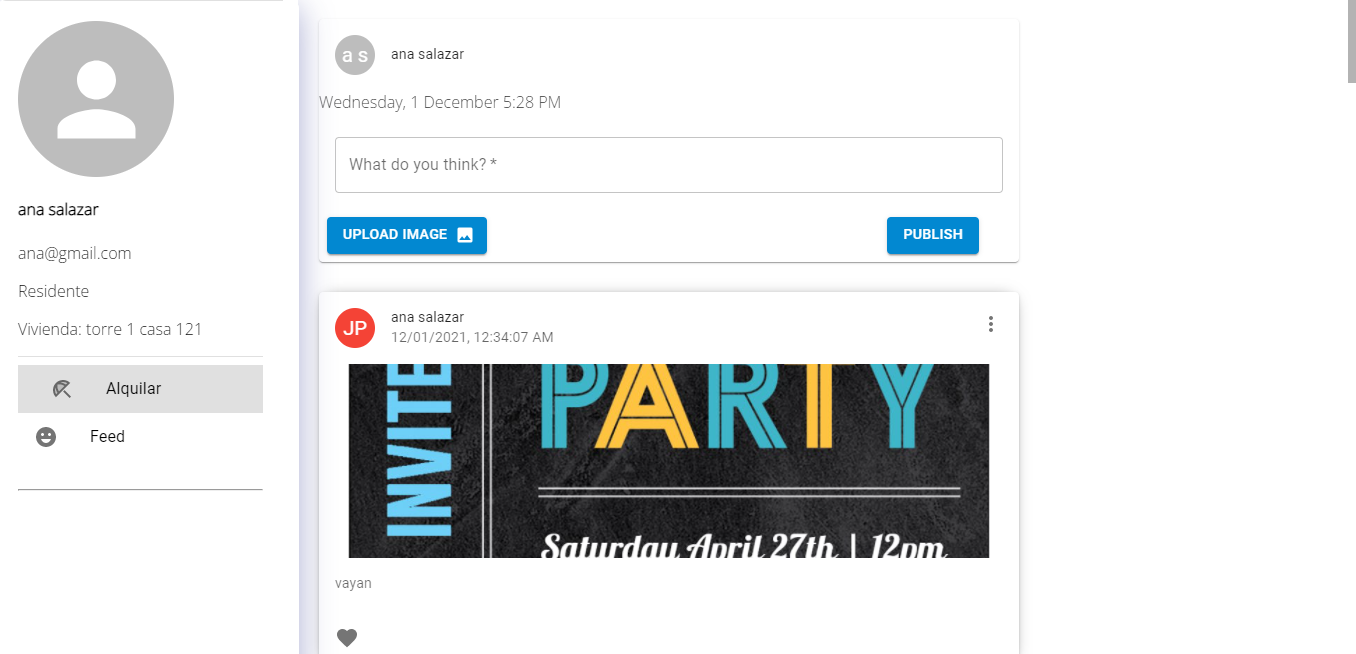 ana salazar
ana@gmail.com
Residente
Vivienda: torre 1 casa 121
Alquilar
Feed
a s
ana salazar
Wednesday, 1 December 5:28 PM
What do you think? *
UPLOAD IMAGE
PUBLISH
JP
ana salazar
12/01/2021, 12:34:07 AM
INVITE
PARTY
Saturday April 27th | 12pm
vayan